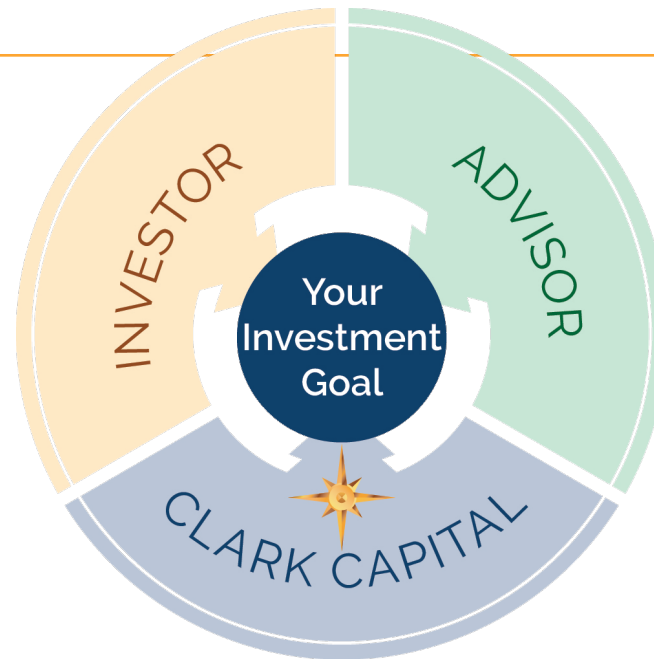 INVESTOR
ADVISOR
Your
Investment
Goal
CLARK CAPITAL